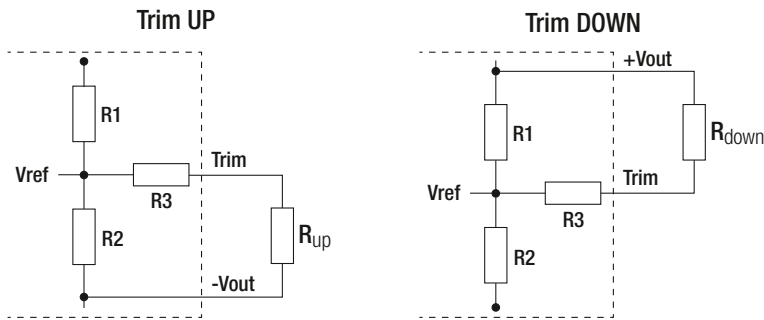 Trim UP
R1
Vref
Trim
R3
R2
Rup
-Vout
Trim DOWN
+Vout
R1
Rdown
Vref
Trim
R3
R2